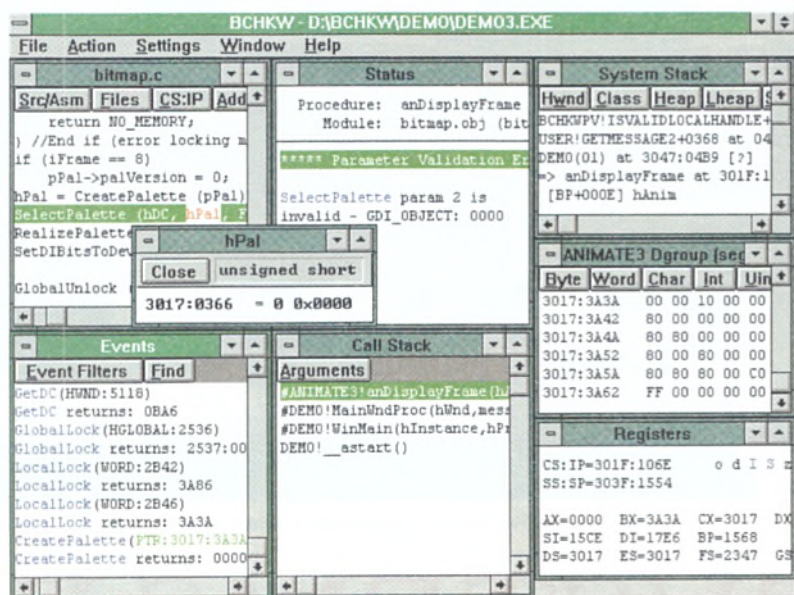 BCHKW - D:\BCHKW\DEMO\DEMO3.EXE
File Action Settings Window Help
bitmap.c
Src/Asm Files CS:IP Add
return NO_MEMORY;
} //End if (error locking m
if (iFrame == 8)
pPal->palVersion = 0;
hPal = CreatePalette (pPal)
SelectPalette (hDC, hPal, F
RealizePalette
SetDIBitsToDev
GlobalUnlock
Status
Procedure: anDisplayFrame
Module: bitmap.obj (bit
***** Parameter Validation Er
SelectPalette param 2 is
invalid - GDI_OBJECT: 0000
System Stack
Hwnd Class Heap Lheap S
BCHKWPV!ISVALIDLOCALHANDLE+
USER!GETMESSAGE2+0368 at 04
DEMO(01) at 3047:04B9 [?]
=> anDisplayFrame at 301F:1
[BP+000E] hAnim
hPal
Close unsigned short
3017:0366 = 0 0x0000
ANIMATE3 Dgroup (seg
Byte Word Char Int Uin
3017:3A3A 00 00 10 00 00
3017:3A42 80 00 00 00 00
3017:3A4A 80 80 00 00 00
3017:3A52 80 00 80 00 00
3017:3A5A 80 80 80 00 C0
3017:3A62 FF 00 00 00 00
Events
Event Filters Find
GetDC(HWND:5118)
GetDC returns: 0BA6
GlobalLock(HGLOBAL:2536)
GlobalLock returns: 2537:00
LocalLock(WORD:2B42)
LocalLock returns: 3A86
LocalLock(WORD:2B46)
LocalLock returns: 3A3A
CreatePalette(PTR:3017:3A3A
CreatePalette returns: 0000
Call Stack
Arguments
#ANIMATE3!anDisplayFrame(hA
#DEMO!MainWndProc(hWnd,mess
#DEMO!WinMain(hInstance,hPr
DEMO!__astart()
Registers
CS:IP=301F:106E o d I S z
SS:SP=303F:1554
AX=0000 BX=3A3A CX=3017 DX
SI=15CE DI=17E6 BP=1568
DS=3017 ES=3017 FS=2347 GS